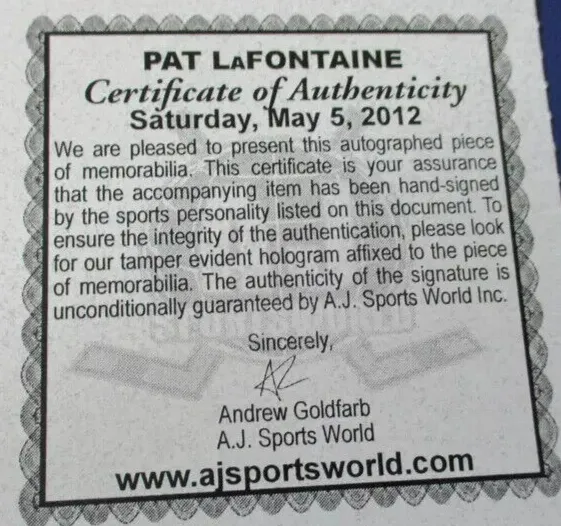 PAT LaFONTAINE
Certificate of Authenticity
Saturday, May 5, 2012
We are pleased to present this autographed piece
of memorabilia. This certificate is your assurance
that the accompanying item has been hand-signed
by the sports personality listed on this document. To
ensure the integrity of the authentication, please look
for our tamper evident hologram affixed to the piece
of memorabilia. The authenticity of the signature is
unconditionally guaranteed by A.J. Sports World Inc.
Sincerely,
Andrew Goldfarb
A.J. Sports World
www.ajsportsworld.com